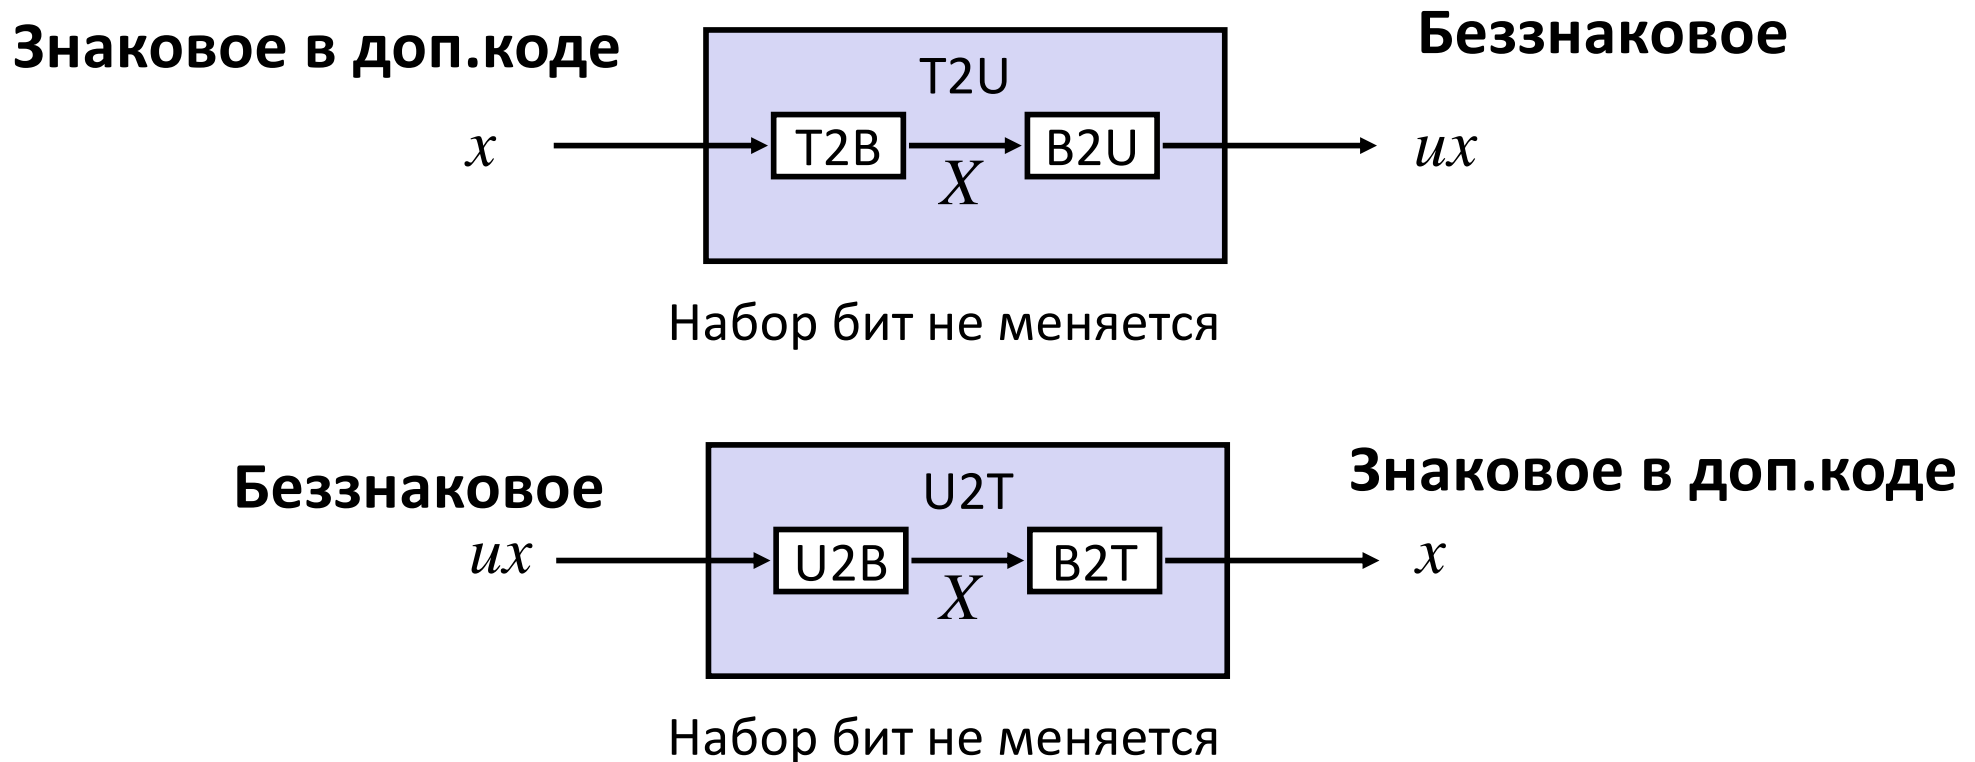 Знаковое в доп.коде
Беззнаковое
T2U
x
T2B
B2U
ux
X
Набор бит не меняется
Беззнаковое
Знаковое в доп.коде
U2T
ux
U2B
B2T
x
X
Набор бит не меняется